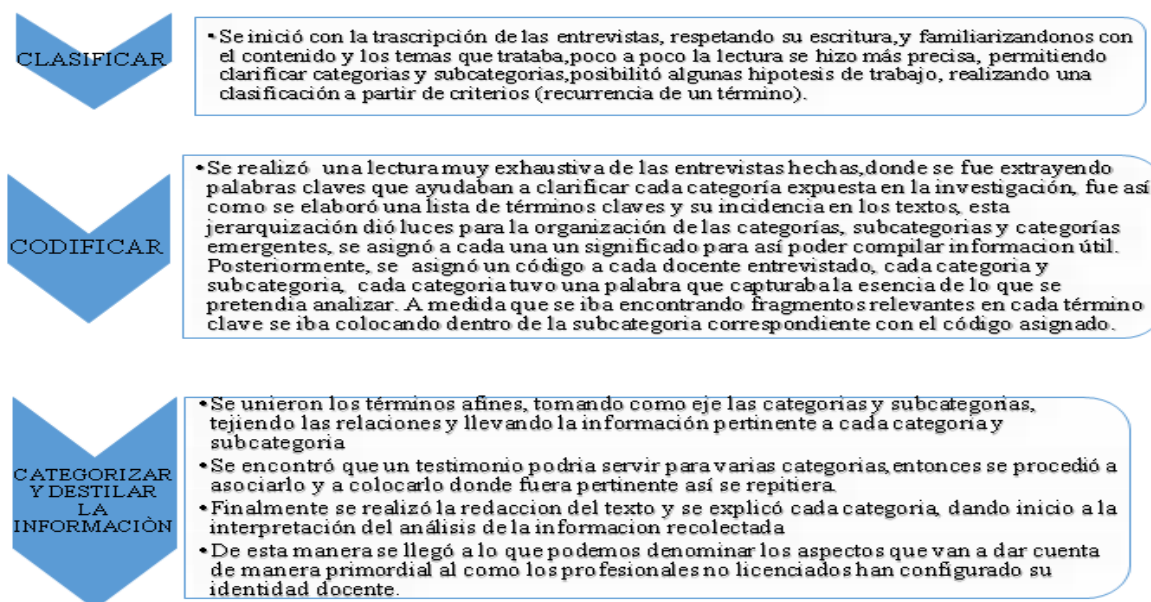 CLASIFICAR
•Se inició con la trascripción de las entrevistas, respetando su escritura,y familiarizandonos con
el contenido y los temas que trataba,poco a poco la lectura se hizo más precisa, permitiendo
clarificar categorias y subcategorias,posibilitó algunas hipotesis de trabajo, realizando una
clasificación a partir de criterios (recurrencia de un término).
CODIFICAR
•Se realizó una lectura muy exhaustiva de las entrevistas hechas,donde se fue extrayendo
palabras claves que ayudaban a clarificar cada categoría expuesta en la investigación, fue así
como se elaboró una lista de términos claves y su incidencia en los textos, esta
jerarquización dió luces para la organización de las categorías, subcategorias y categorías
emergentes, se asignó a cada una un significado para así poder compilar informacion útil.
Posteriormente, se asignó un código a cada docente entrevistado, cada categoria y
subcategoria, cada categoria tuvo una palabra que capturaba la esencia de lo que se
pretendia analizar. A medida que se iba encontrando fragmentos relevantes en cada término
clave se iba colocando dentro de la subcategoria correspondiente con el código asignado.
CATEGORIZAR
Y DESTILAR
LA
INFORMACIÒN
•Se unieron los términos afines, tomando como eje las categorias y subcategorias,
tejiendo las relaciones y llevando la información pertinente a cada categoria y
subcategoria
•Se encontró que un testimonio podria servir para varias categorias,entonces se procedió a
asociarlo y a colocarlo donde fuera pertinente así se repitiera.
•Finalmente se realizó la redaccion del texto y se explicó cada categoria, dando inicio a la
interpretación del análisis de la informacion recolectada
•De esta manera se llegó a lo que podemos denominar los aspectos que van a dar cuenta
de manera primordial al como los profesionales no licenciados han configurado su
identidad docente.